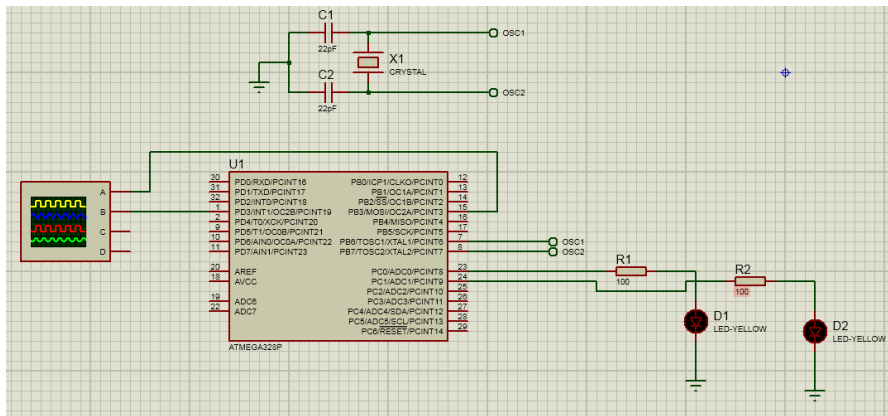 C1
22pF
OSC1
X1
CRYSTAL
C2
22pF
OSC2
U1
A
B
C
D
30 PD0/RXD/PCINT16 PB0/ICP1/CLKO/PCINT0 12
31 PD1/TXD/PCINT17 PB1/OC1A/PCINT1 13
32 PD2/INT0/PCINT18 PB2/SS/OC1B/PCINT2 14
1 PD3/INT1/OC2B/PCINT19 PB3/MOSI/OC2A/PCINT3 15
2 PD4/T0/XCK/PCINT20 PB4/MISO/PCINT4 16
9 PD5/T1/OC0B/PCINT21 PB5/SCK/PCINT5 17
10 PD6/AIN0/OC0A/PCINT22 PB6/TOSC1/XTAL1/PCINT6 7 OSC1
11 PD7/AIN1/PCINT23 PB7/TOSC2/XTAL2/PCINT7 8 OSC2
20 AREF PC0/ADC0/PCINT8 23
18 AVCC PC1/ADC1/PCINT9 24
PC2/ADC2/PCINT10 25
19 ADC6 PC3/ADC3/PCINT11 26
22 ADC7 PC4/ADC4/SDA/PCINT12 27
PC5/ADC5/SCL/PCINT13 28
PC6/RESET/PCINT14 29
ATMEGA328P
R1
100
R2
100
D1
LED-YELLOW
D2
LED-YELLOW